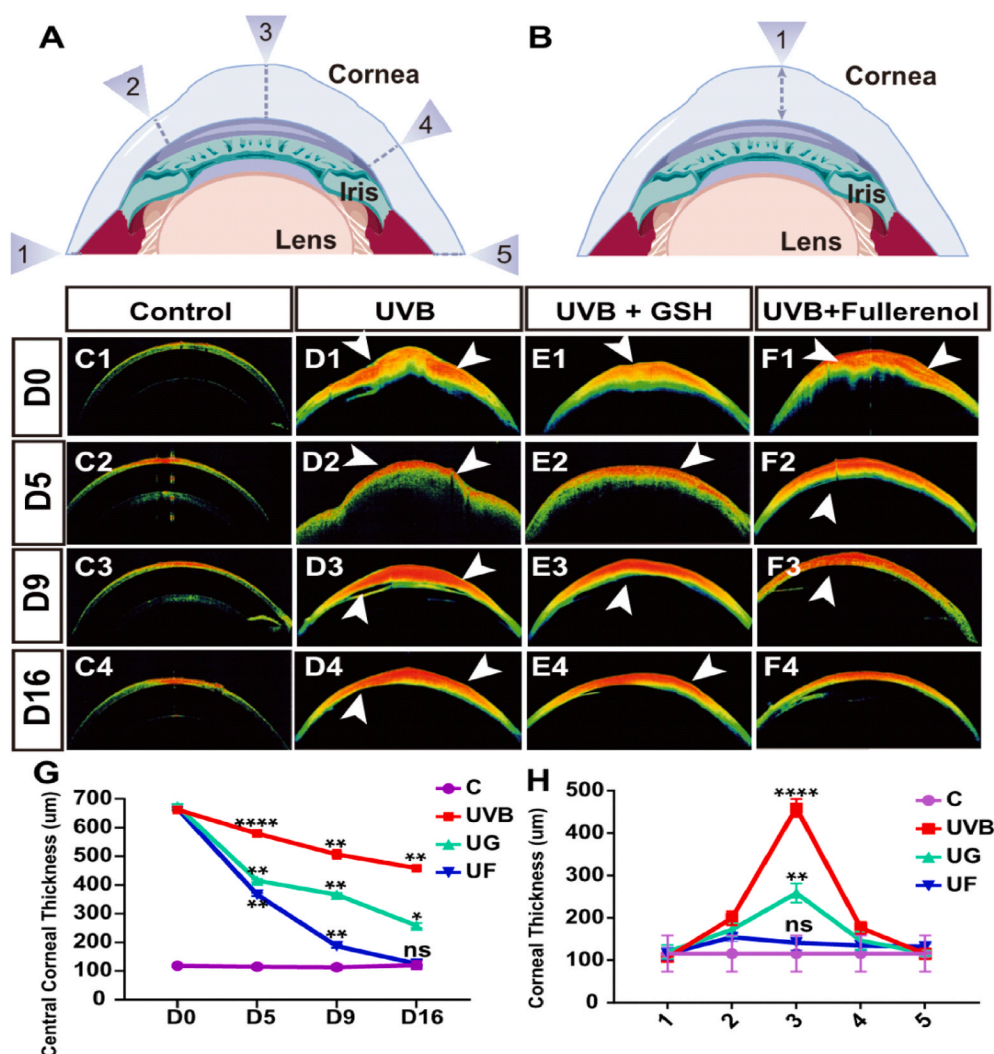 A
3
2
Cornea
4
Iris
1
Lens
5
B
1
Cornea
Iris
Lens
Control
UVB
UVB + GSH
UVB+Fullerenol
D0
C1
D1
E1
F1
D5
C2
D2
E2
F2
D9
C3
D3
E3
F3
D16
C4
D4
E4
F4
G
Central Corneal Thickness (um)
700
600
500
400
300
200
100
0
D0
D5
D9
D16
****
**
**
**
**
**
**
*
ns
C
UVB
UG
UF
H
Corneal Thickness (um)
500
400
300
200
100
0
1
2
3
4
5
****
**
ns
C
UVB
UG
UF